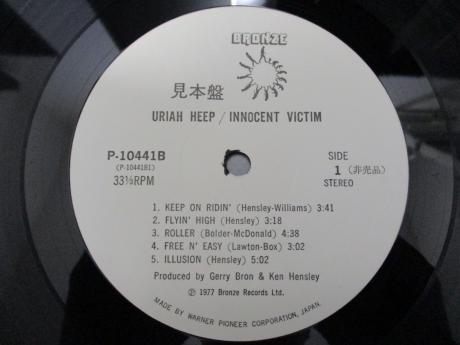 BRONZE
見本盤
URIAH HEEP / INNOCENT VICTIM
P-10441B
(P-10441B1)
33⅓RPM
SIDE
1 (非売品)
STEREO
1. KEEP ON RIDIN' (Hensley-Williams) 3:41
2. FLYIN' HIGH (Hensley) 3:18
3. ROLLER (Bolder-McDonald) 4:38
4. FREE N' EASY (Lawton-Box) 3:02
5. ILLUSION (Hensley) 5:02
Produced by Gerry Bron & Ken Hensley
℗ 1977 Bronze Records Ltd.
MADE BY WARNER PIONEER CORPORATION, JAPAN.